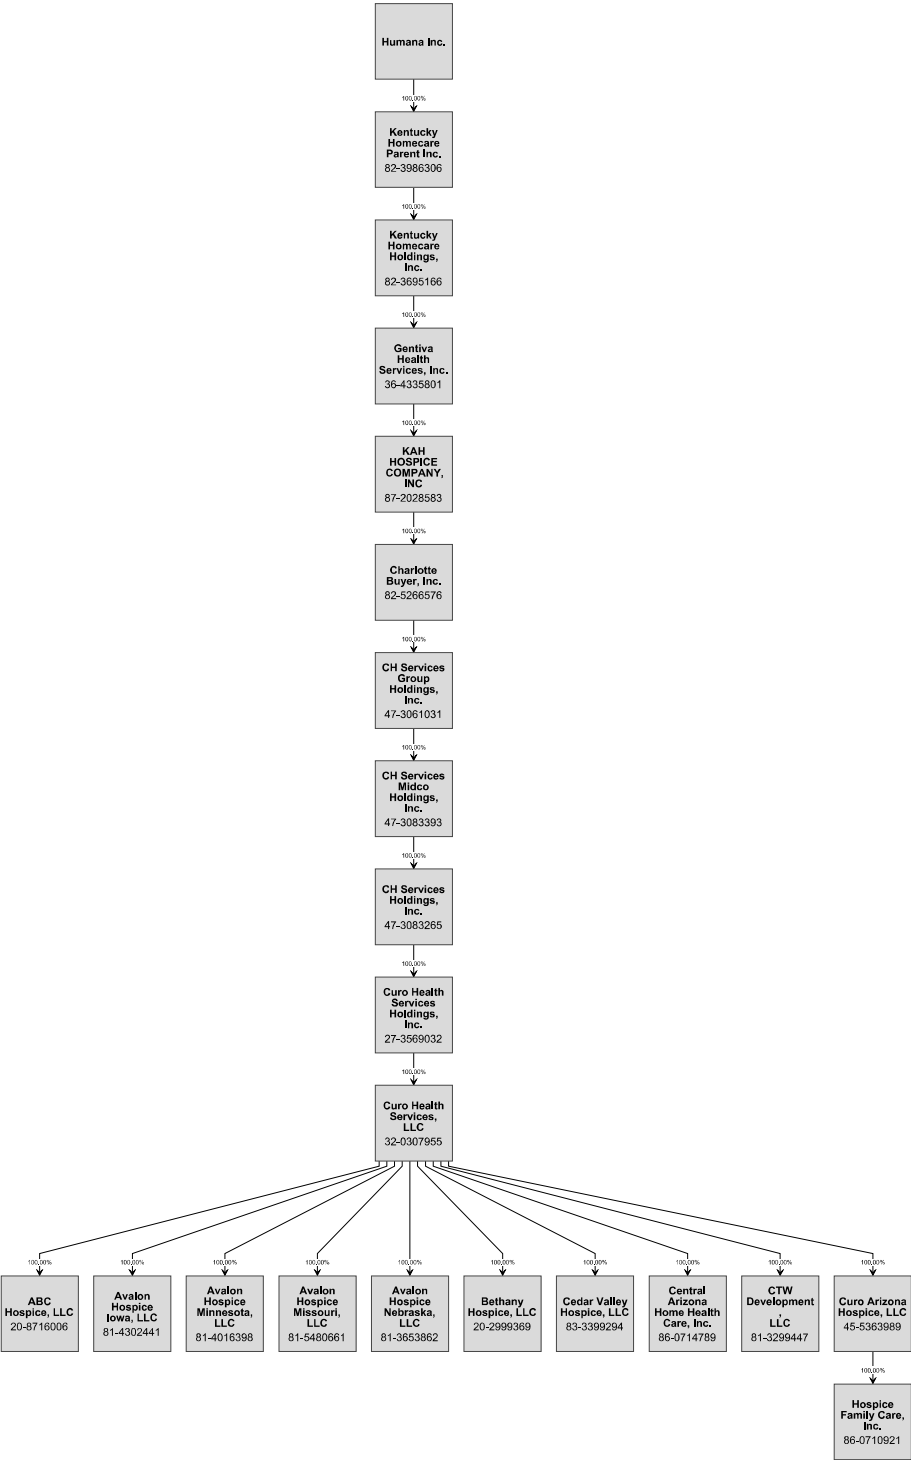 Humana Inc.
100.00%
Kentucky
Homecare
Parent Inc.
82-3986306
100.00%
Kentucky
Homecare
Holdings,
Inc.
82-3695166
100.00%
Gentiva
Health
Services, Inc.
36-4335801
100.00%
KAH
HOSPICE
COMPANY,
INC
87-2028583
100.00%
Charlotte
Buyer, Inc.
82-5266576
100.00%
CH Services
Group
Holdings,
Inc.
47-3061031
100.00%
CH Services
Midco
Holdings,
Inc.
47-3083393
100.00%
CH Services
Holdings,
Inc.
47-3083265
100.00%
Curo Health
Services
Holdings,
Inc.
27-3569032
100.00%
Curo Health
Services,
LLC
32-0307955
100.00%
ABC
Hospice, LLC
20-8716006
100.00%
Avalon
Hospice
Iowa, LLC
81-4302441
100.00%
Avalon
Hospice
Minnesota,
LLC
81-4016398
100.00%
Avalon
Hospice
Missouri,
LLC
81-5480661
100.00%
Avalon
Hospice
Nebraska,
LLC
81-3653862
100.00%
Bethany
Hospice, LLC
20-2999369
100.00%
Cedar Valley
Hospice, LLC
83-3399294
100.00%
Central
Arizona
Home Health
Care, Inc.
86-0714789
100.00%
CTW
Development
,
LLC
81-3299447
100.00%
Curo Arizona
Hospice, LLC
45-5363989
100.00%
Hospice
Family Care,
Inc.
86-0710921